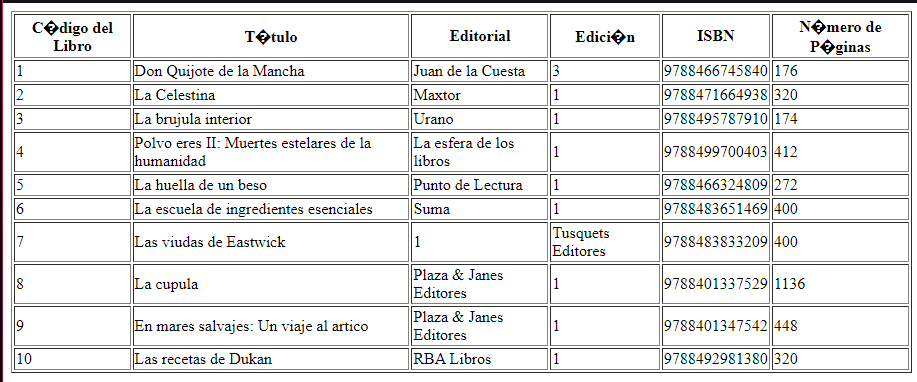 C�digo del Libro T�tulo Editorial Edici�n ISBN N�mero de P�ginas
1 Don Quijote de la Mancha Juan de la Cuesta 3 9788466745840 176
2 La Celestina Maxtor 1 9788471664938 320
3 La brujula interior Urano 1 9788495787910 174
4 Polvo eres II: Muertes estelares de la humanidad La esfera de los libros 1 9788499700403 412
5 La huella de un beso Punto de Lectura 1 9788466324809 272
6 La escuela de ingredientes esenciales Suma 1 9788483651469 400
7 Las viudas de Eastwick 1 Tusquets Editores 9788483833209 400
8 La cupula Plaza & Janes Editores 1 9788401337529 1136
9 En mares salvajes: Un viaje al artico Plaza & Janes Editores 1 9788401347542 448
10 Las recetas de Dukan RBA Libros 1 9788492981380 320